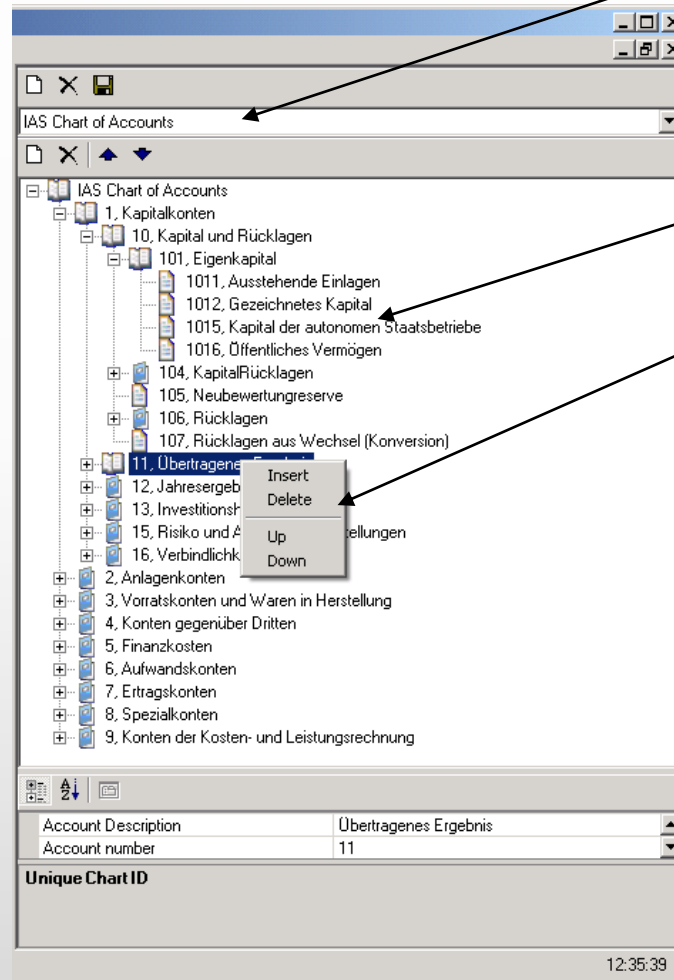 IAS Chart of Accounts
IAS Chart of Accounts
1, Kapitalkonten
10, Kapital und Rücklagen
101, Eigenkapital
1011, Ausstehende Einlagen
1012, Gezeichnetes Kapital
1015, Kapital der autonomen Staatsbetriebe
1016, Öffentliches Vermögen
104, KapitalRücklagen
105, Neubewertungreserve
106, Rücklagen
107, Rücklagen aus Wechsel (Konversion)
11, Übertragenes
Insert
12, Jahresergeb
Delete
13, Investitionsh
15, Risiko und A ellungen
Up
16, Verbindlichk
Down
2, Anlagenkonten
3, Vorratskonten und Waren in Herstellung
4, Konten gegenüber Dritten
5, Finanzkosten
6, Aufwandskonten
7, Ertragskonten
8, Spezialkonten
9, Konten der Kosten- und Leistungsrechnung
Account Description Übertragenes Ergebnis
Account number 11
Unique Chart ID
12:35:39